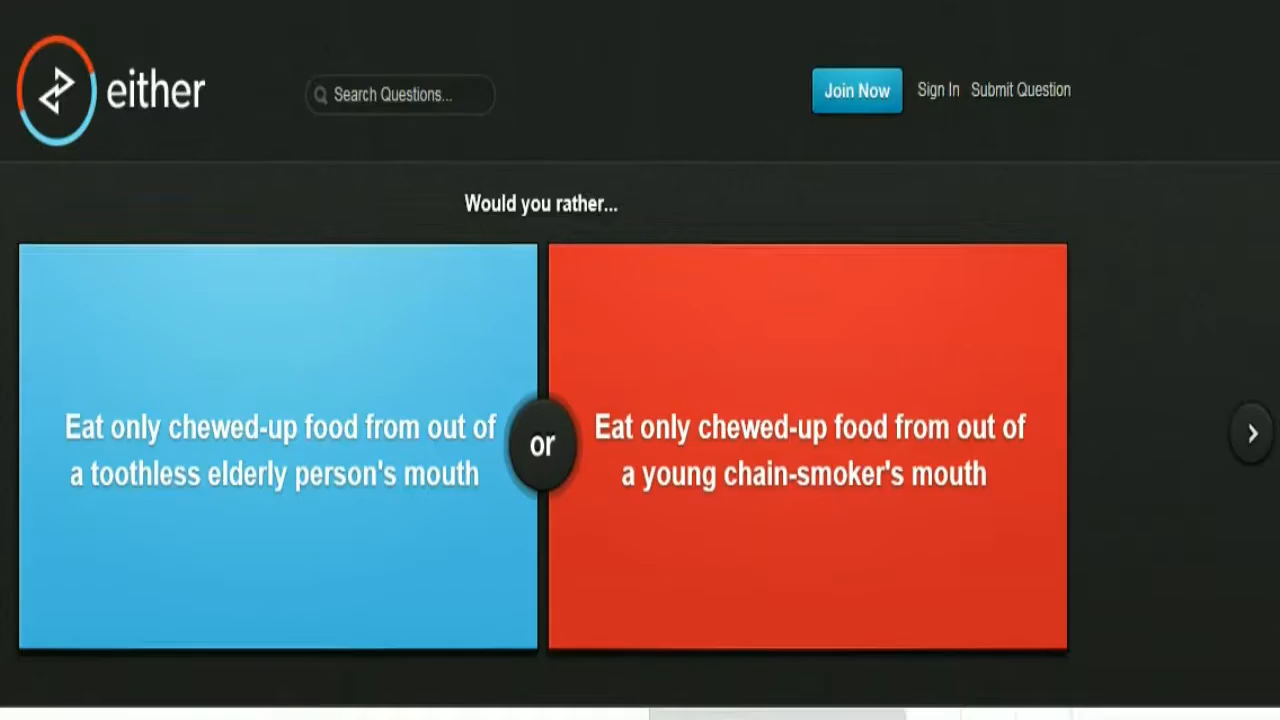 either
Search Questions...
Join Now
Sign In
Submit Question
Would you rather...
Eat only chewed-up food from out of
a toothless elderly person's mouth
or
Eat only chewed-up food from out of
a young chain-smoker's mouth